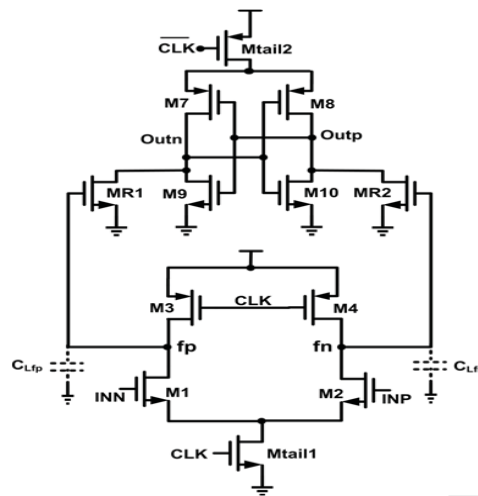 CLK Mtail2
M7 M8
Outn Outp
MR1 M9 M10 MR2
M3 CLK M4
fp fn
CLfp CLf
INN M1 M2 INP
CLK Mtail1